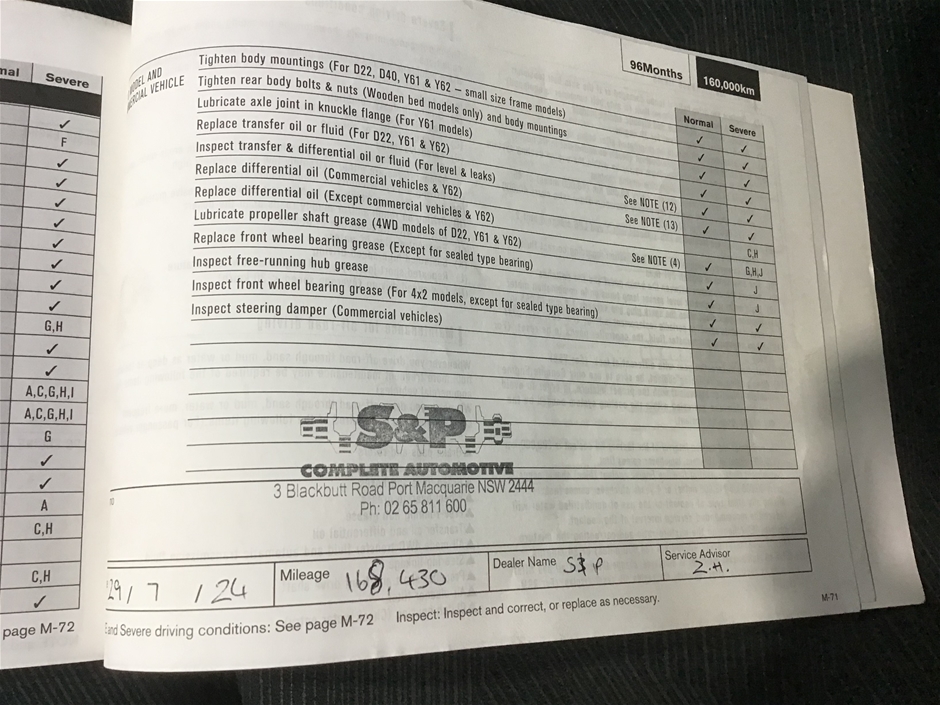 nal Severe
✓
F
✓
✓
✓
✓
✓
✓
✓
✓
G,H
✓
✓
A,C,G,H,I
A,C,G,H,I
G
✓
✓
A
C,H
C,H
✓
page M-72
96Months 160,000km
Normal Severe
AND
VEHICLE
Tighten body mountings (For D22, D40, Y61 & Y62 – small size frame models) ✓ ✓
Tighten rear body bolts & nuts (Wooden bed models only) and body mountings ✓ ✓
Lubricate axle joint in knuckle flange (For Y61 models) ✓ ✓
Replace transfer oil or fluid (For D22, Y61 & Y62) ✓ ✓
Inspect transfer & differential oil or fluid (For level & leaks) ✓ ✓
Replace differential oil (Commercial vehicles & Y62) See NOTE (12) ✓
Replace differential oil (Except commercial vehicles & Y62) See NOTE (13) C,H
Lubricate propeller shaft grease (4WD models of D22, Y61 & Y62) ✓ G,H,J
Replace front wheel bearing grease (Except for sealed type bearing) See NOTE (4) ✓ J
Inspect free-running hub grease ✓ J
Inspect front wheel bearing grease (For 4x2 models, except for sealed type bearing) ✓ ✓
Inspect steering damper (Commercial vehicles) ✓ ✓
S&P
COMPLETE AUTOMOTIVE
3 Blackbutt Road Port Macquarie NSW 2444
Ph: 02 65 811 600
29/7/24 Mileage 168,430 Dealer Name S&P Service Advisor Z.H.
and Severe driving conditions: See page M-72 Inspect: Inspect and correct, or replace as necessary.
M-71